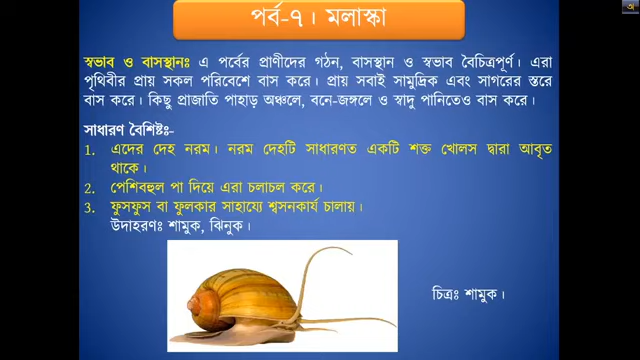 পর্ব-৭। মলাস্কা
স্বভাব ও বাসস্থানঃ এ পর্বের প্রাণীদের গঠন, বাসস্থান ও স্বভাব বৈচিত্রপূর্ণ। এরা
পৃথিবীর প্রায় সকল পরিবেশে বাস করে। প্রায় সবাই সামুদ্রিক এবং সাগরের স্তরে
বাস করে। কিছু প্রজাতি পাহাড় অঞ্চলে, বনে-জঙ্গলে ও স্বাদু পানিতেও বাস করে।
সাধারণ বৈশিষ্টঃ-
1. এদের দেহ নরম। নরম দেহটি সাধারণত একটি শক্ত খোলস দ্বারা আবৃত
থাকে।
2. পেশিবহুল পা দিয়ে এরা চলাচল করে।
3. ফুসফুস বা ফুলকার সাহায্যে শ্বসনকার্য চালায়।
উদাহরণঃ শামুক, ঝিনুক।
চিত্রঃ শামুক।